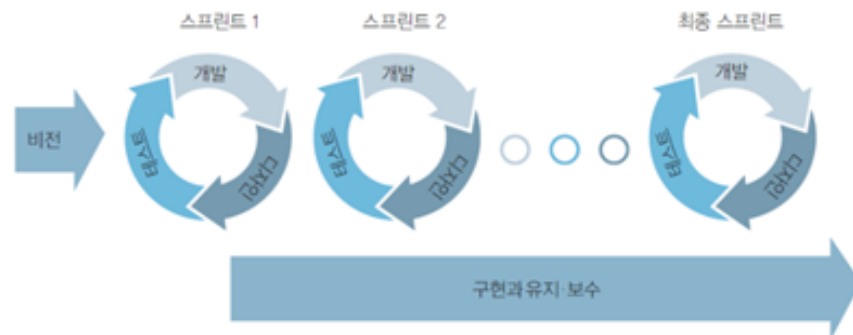 스프린트 1
스프린트 2
최종 스프린트
비전
개발
디자인
테스트
개발
디자인
테스트
개발
디자인
테스트
구현과 유지·보수